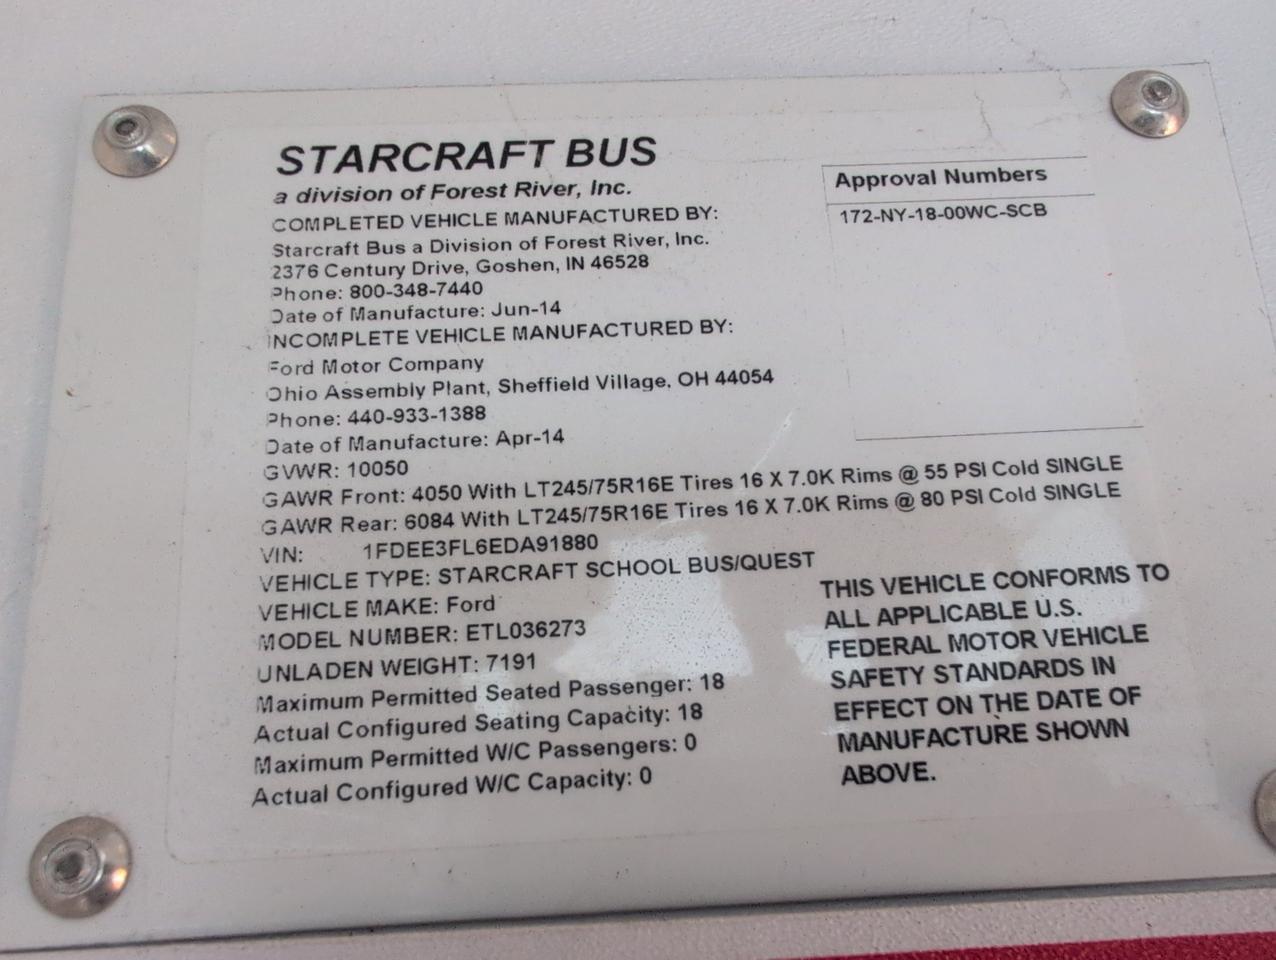 STARCRAFT BUS
a division of Forest River, Inc.
COMPLETED VEHICLE MANUFACTURED BY:
Starcraft Bus a Division of Forest River, Inc.
2376 Century Drive, Goshen, IN 46528
Phone: 800-348-7440
Date of Manufacture: Jun-14
INCOMPLETE VEHICLE MANUFACTURED BY:
Ford Motor Company
Ohio Assembly Plant, Sheffield Village, OH 44054
Phone: 440-933-1388
Date of Manufacture: Apr-14
GVWR: 10050
GAWR Front: 4050 With LT245/75R16E Tires 16 X 7.0K Rims @ 55 PSI Cold SINGLE
GAWR Rear: 6084 With LT245/75R16E Tires 16 X 7.0K Rims @ 80 PSI Cold SINGLE
VIN: 1FDEE3FL6EDA91880
VEHICLE TYPE: STARCRAFT SCHOOL BUS/QUEST
VEHICLE MAKE: Ford
MODEL NUMBER: ETL036273
UNLADEN WEIGHT: 7191
Maximum Permitted Seated Passenger: 18
Actual Configured Seating Capacity: 18
Maximum Permitted W/C Passengers: 0
Actual Configured W/C Capacity: 0
Approval Numbers
172-NY-18-00WC-SCB
THIS VEHICLE CONFORMS TO
ALL APPLICABLE U.S.
FEDERAL MOTOR VEHICLE
SAFETY STANDARDS IN
EFFECT ON THE DATE OF
MANUFACTURE SHOWN
ABOVE.